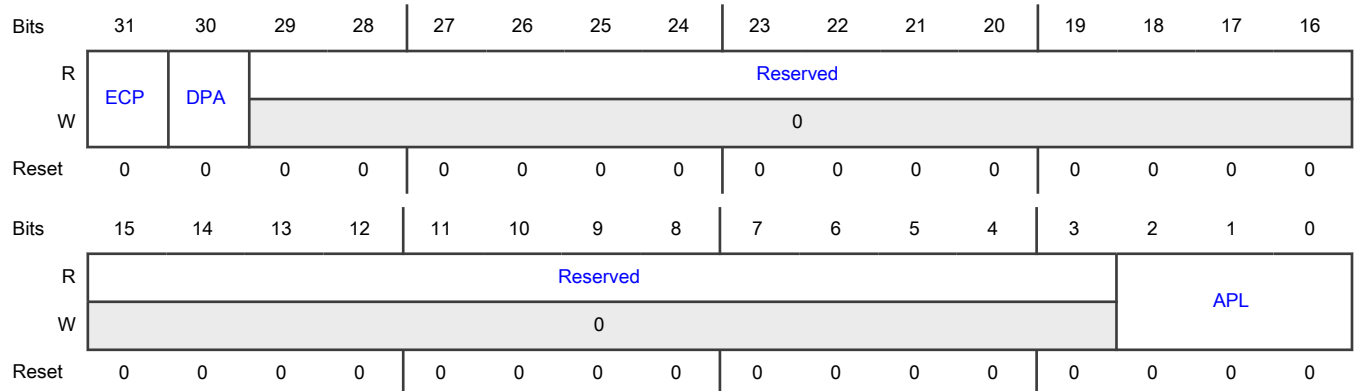 Bits 31 30 29 28 27 26 25 24 23 22 21 20 19 18 17 16
R ECP DPA Reserved
W 0
Reset 0 0 0 0 0 0 0 0 0 0 0 0 0 0 0 0
Bits 15 14 13 12 11 10 9 8 7 6 5 4 3 2 1 0
R Reserved APL
W 0
Reset 0 0 0 0 0 0 0 0 0 0 0 0 0 0 0 0